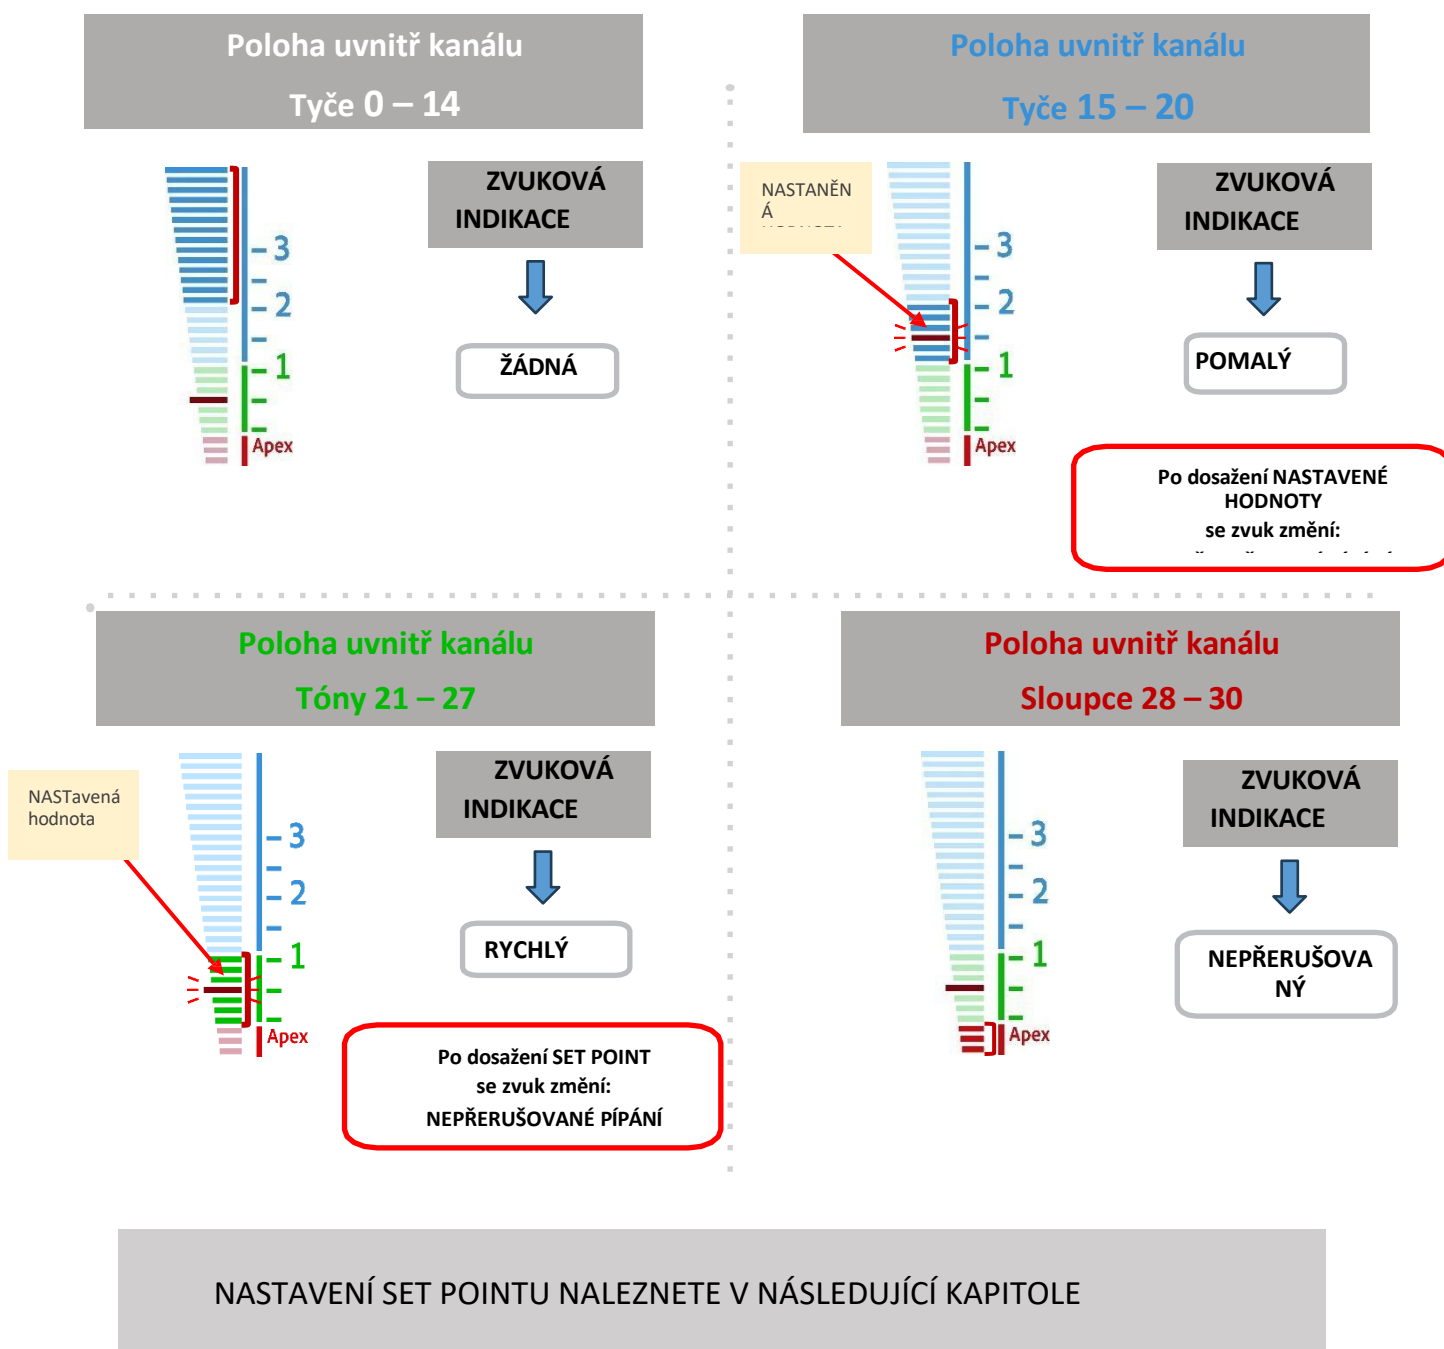 Poloha uvnitř kanálu
Tyče 0 – 14
ZVUKOVÁ
INDIKACE
3
2
1
Apex
ŽÁDNÁ
Poloha uvnitř kanálu
Tyče 15 – 20
NASTANĚN
Á
ZVUKOVÁ
INDIKACE
3
2
1
Apex
POMALÝ
Po dosažení NASTAVENÉ
HODNOTY
se zvuk změní:
Poloha uvnitř kanálu
Tóny 21 – 27
NASTavená
hodnota
ZVUKOVÁ
INDIKACE
3
2
1
Apex
RYCHLÝ
Po dosažení SET POINT
se zvuk změní:
NEPŘERUŠOVANÉ PÍPÁNÍ
Poloha uvnitř kanálu
Sloupce 28 – 30
ZVUKOVÁ
INDIKACE
3
2
1
Apex
NEPŘERUŠOVA
NÝ
NASTAVENÍ SET POINTU NALEZNETE V NÁSLEDUJÍCÍ KAPITOLE